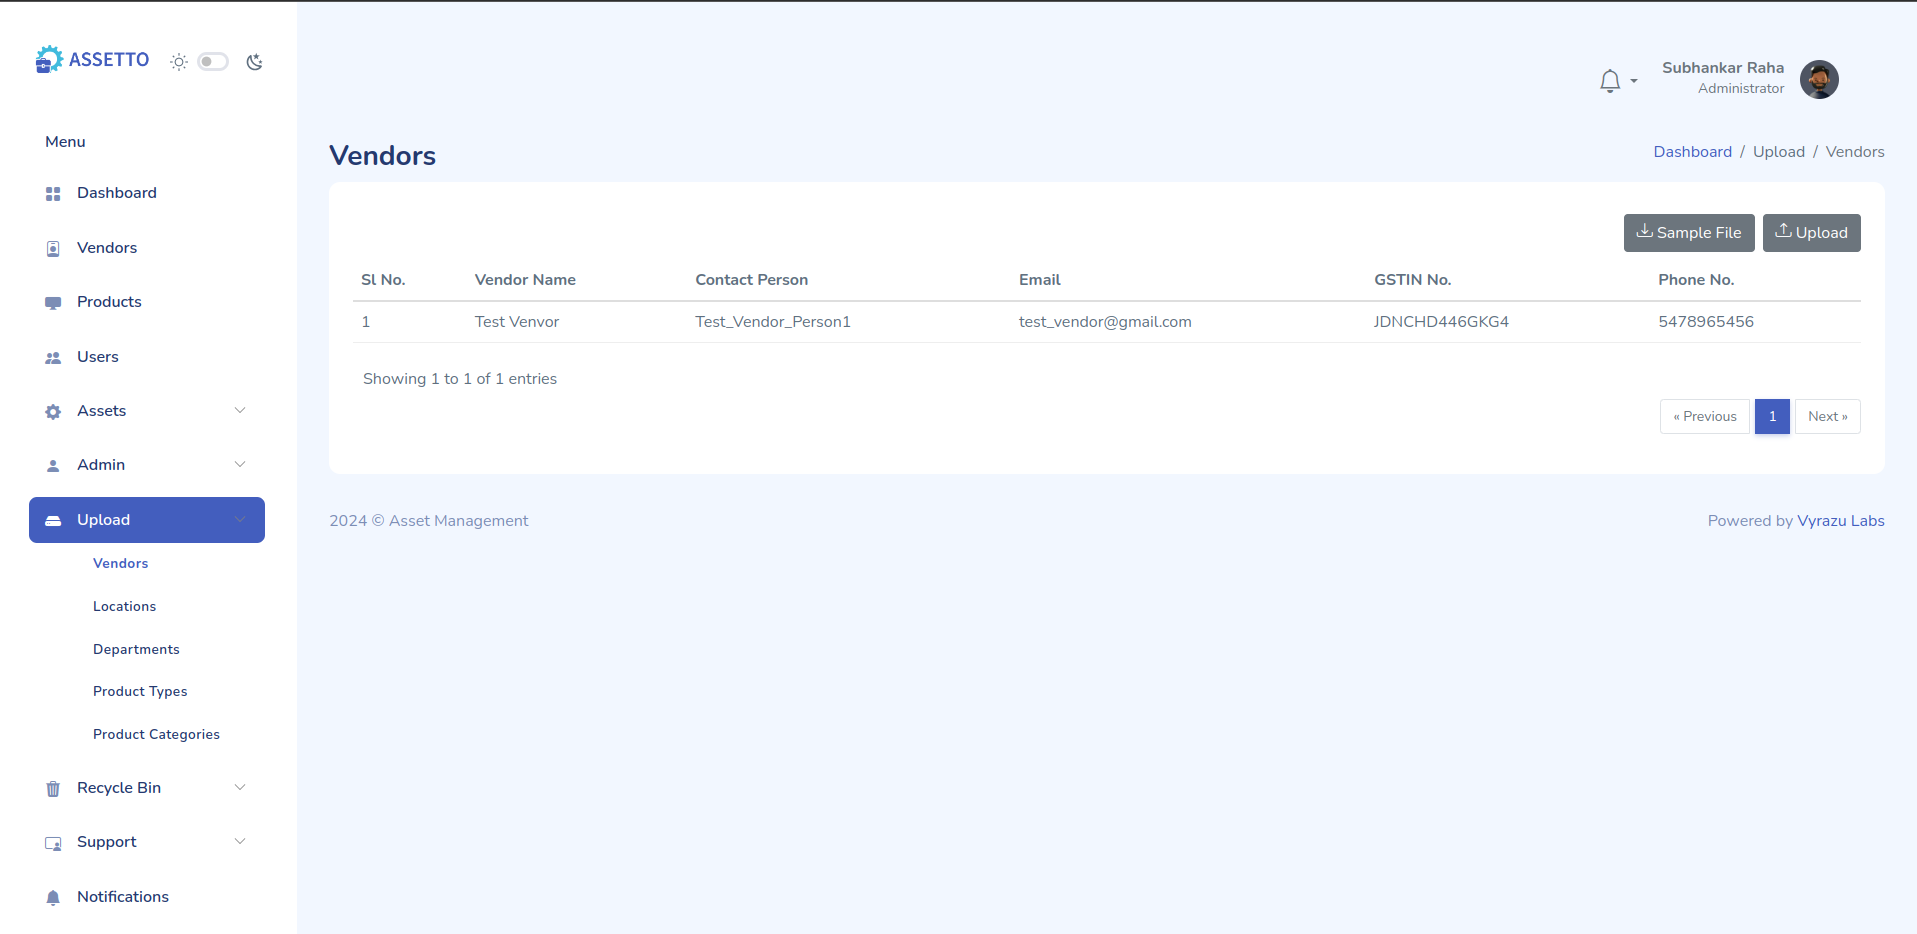 ASSETTO
Subhankar Raha
Administrator
Menu
Dashboard
Vendors
Products
Users
Assets
Admin
Upload
Vendors
Locations
Departments
Product Types
Product Categories
Recycle Bin
Support
Notifications
Vendors
Dashboard / Upload / Vendors
Sample File Upload
Sl No. Vendor Name Contact Person Email GSTIN No. Phone No.
1 Test Venvor Test_Vendor_Person1 test_vendor@gmail.com JDNCHD446GKG4 5478965456
Showing 1 to 1 of 1 entries
« Previous 1 Next »
2024 © Asset Management Powered by Vyrazu Labs